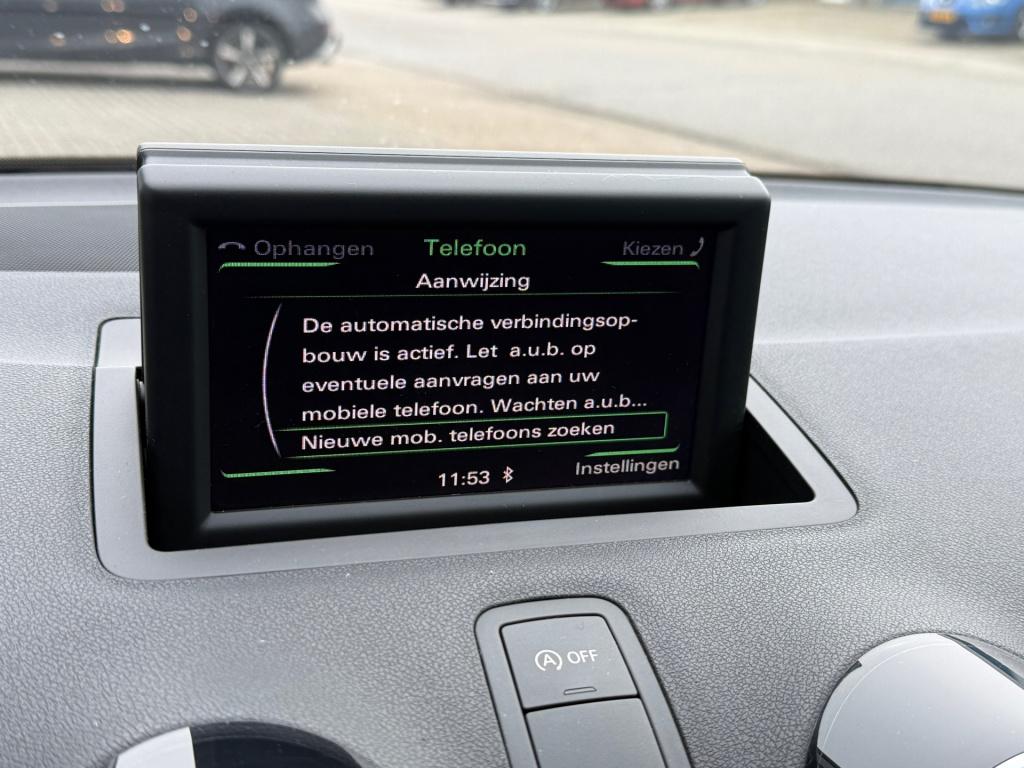 Ophangen Telefoon Kiezen
Aanwijzing
De automatische verbindingsop-
bouw is actief. Let a.u.b. op
eventuele aanvragen aan uw
mobiele telefoon. Wachten a.u.b...
Nieuwe mob. telefoons zoeken
11:53 Instellingen
A OFF